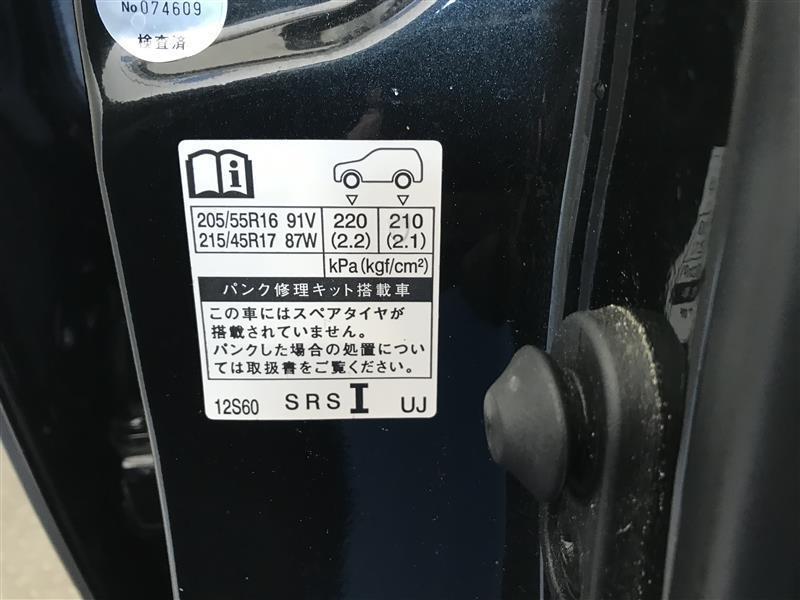 No 074609
検査済
205/55R16 91V 220 210
215/45R17 87W (2.2) (2.1)
kPa(kgf/cm²)
パンク修理キット搭載車
この車にはスペアタイヤが
搭載されていません。
パンクした場合の処置につい
ては取扱書をご覧ください。
12S60 SRS I UJ